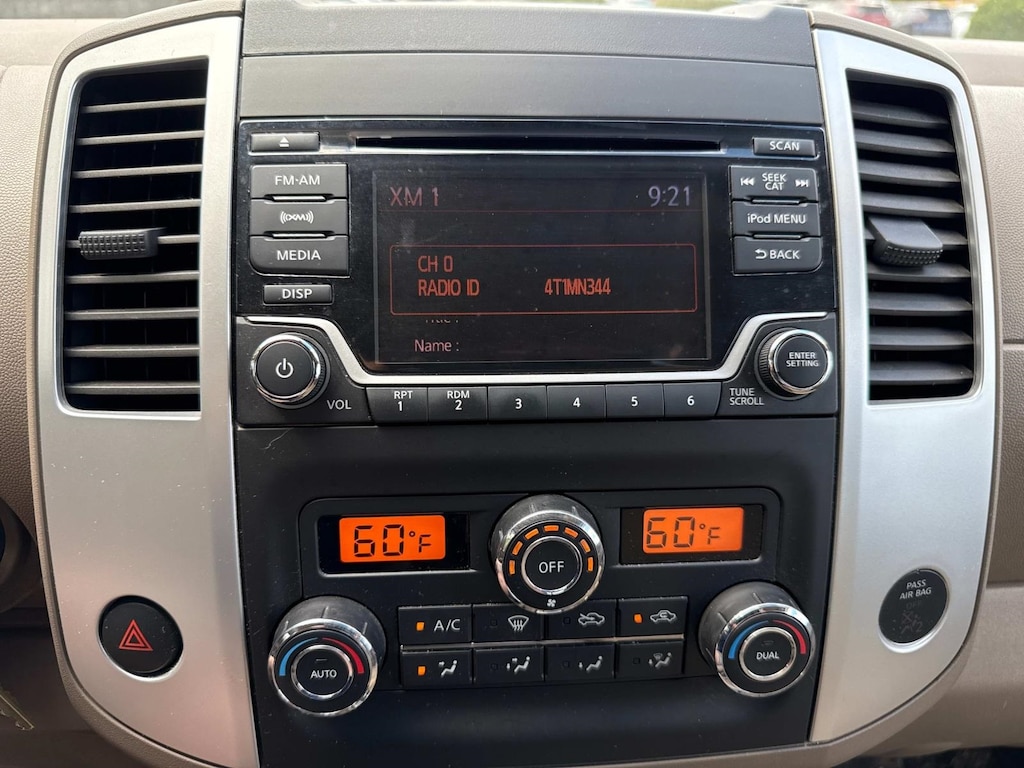 SCAN
FM·AM
XM 1
9:21
SEEK
CAT
(((XM)))
iPod MENU
MEDIA
BACK
CH 0
RADIO ID 4T1MN344
DISP
Name :
ENTER
SETTING
VOL
RPT
1
RDM
2
3
4
5
6
TUNE
SCROLL
60°F
OFF
60°F
PASS
AIR BAG
OFF
A/C
AUTO
DUAL